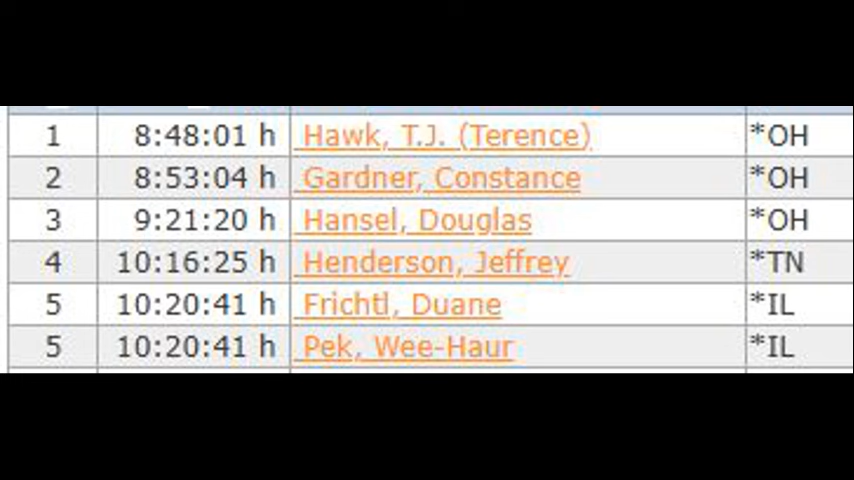 1 8:48:01 h Hawk, T.J. (Terence) *OH
2 8:53:04 h Gardner, Constance *OH
3 9:21:20 h Hansel, Douglas *OH
4 10:16:25 h Henderson, Jeffrey *TN
5 10:20:41 h Frichtl, Duane *IL
5 10:20:41 h Pek, Wee-Haur *IL